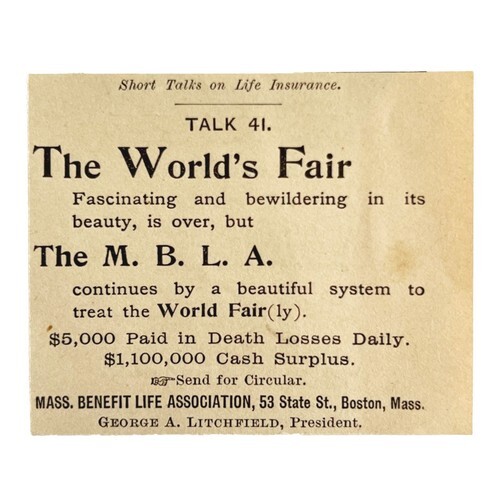 Short Talks on Life Insurance.
TALK 41.
The World's Fair
Fascinating and bewildering in its
beauty, is over, but
The M. B. L. A.
continues by a beautiful system to
treat the World Fair(ly).
$5,000 Paid in Death Losses Daily.
$1,100,000 Cash Surplus.
☞Send for Circular.
MASS. BENEFIT LIFE ASSOCIATION, 53 State St., Boston, Mass.
GEORGE A. LITCHFIELD, President.